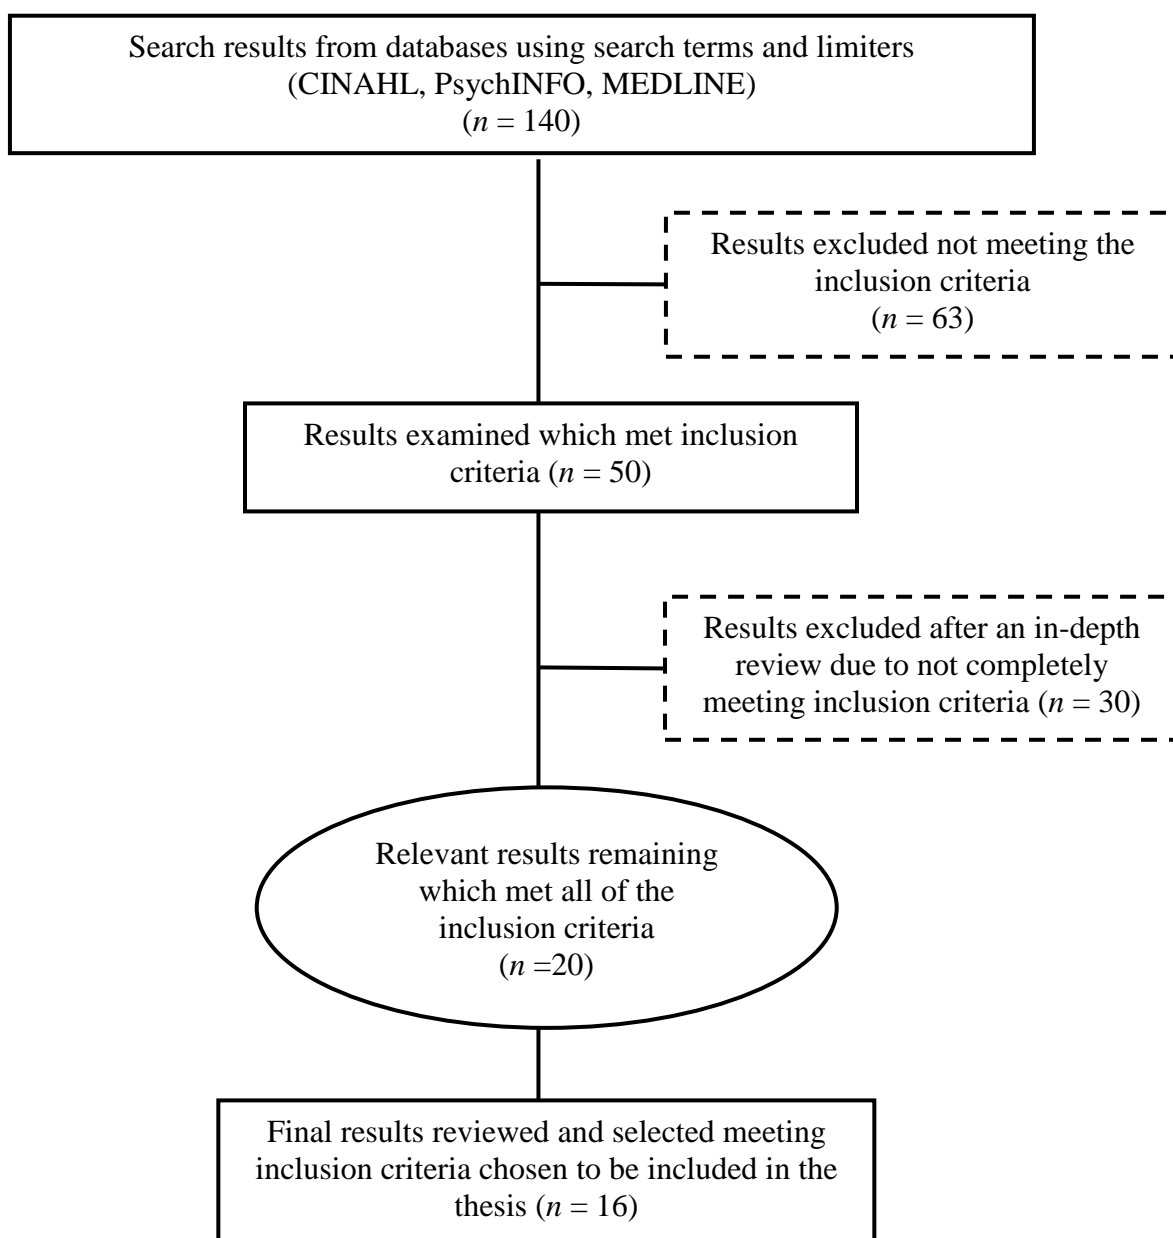 Search results from databases using search terms and limiters
(CINAHL, PsychINFO, MEDLINE)
(n = 140)
Results excluded not meeting the
inclusion criteria
(n = 63)
Results examined which met inclusion
criteria (n = 50)
Results excluded after an in-depth
review due to not completely
meeting inclusion criteria (n = 30)
Relevant results remaining
which met all of the
inclusion criteria
(n =20)
Final results reviewed and selected meeting
inclusion criteria chosen to be included in the
thesis (n = 16)